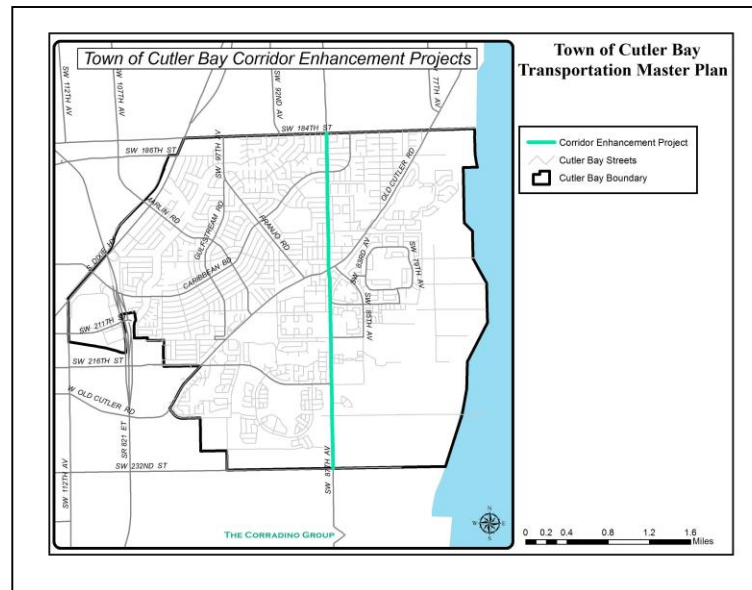 Town of Cutler Bay Corridor Enhancement Projects
Town of Cutler Bay
Transportation Master Plan
Corridor Enhancement Project
Cutler Bay Streets
Cutler Bay Boundary
SW 112TH AV
SW 107TH AV
SW 92ND AV
77TH AV
SW 184TH ST
SW 186TH ST
SW 97TH AV
OLD CUTLER RD
MARLIN RD
GULFSTREAM RD
FRANJO RD
S DIXIE HY
CARIBBEAN BD
SW 83RD AV
SW 79TH AV
SW 85TH AV
SW 211TH ST
SW 216TH ST
W OLD CUTLER RD
SR 821 ET
SW 87TH AV
SW 112TH AV
SW 232ND ST
THE CORRADINO GROUP
N
W E
S
0 0.2 0.4 0.8 1.2 1.6
Miles